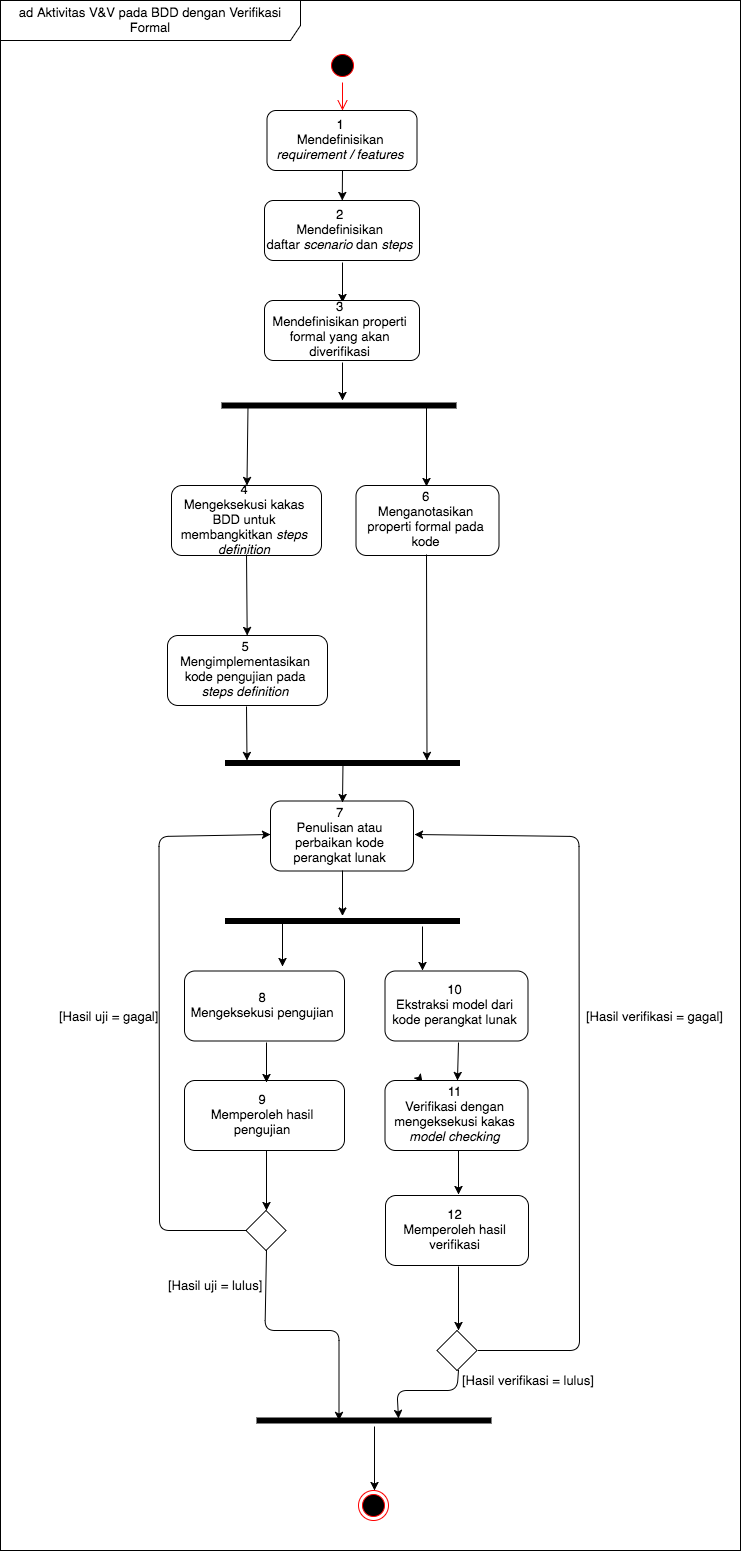 ad Aktivitas V&V pada BDD dengan Verifikasi
Formal
1
Mendefinisikan
requirement / features
2
Mendefinisikan
daftar scenario dan steps
3
Mendefinisikan properti
formal yang akan
diverifikasi
4
Mengeksekusi kakas
BDD untuk
membangkitkan steps
definition
6
Menganotasikan
properti formal pada
kode
5
Mengimplementasikan
kode pengujian pada
steps definition
7
Penulisan atau
perbaikan kode
perangkat lunak
8
Mengeksekusi pengujian
10
Ekstraksi model dari
kode perangkat lunak
[Hasil uji = gagal]
[Hasil verifikasi = gagal]
9
Memperoleh hasil
pengujian
11
Verifikasi dengan
mengeksekusi kakas
model checking
12
Memperoleh hasil
verifikasi
[Hasil uji = lulus]
[Hasil verifikasi = lulus]